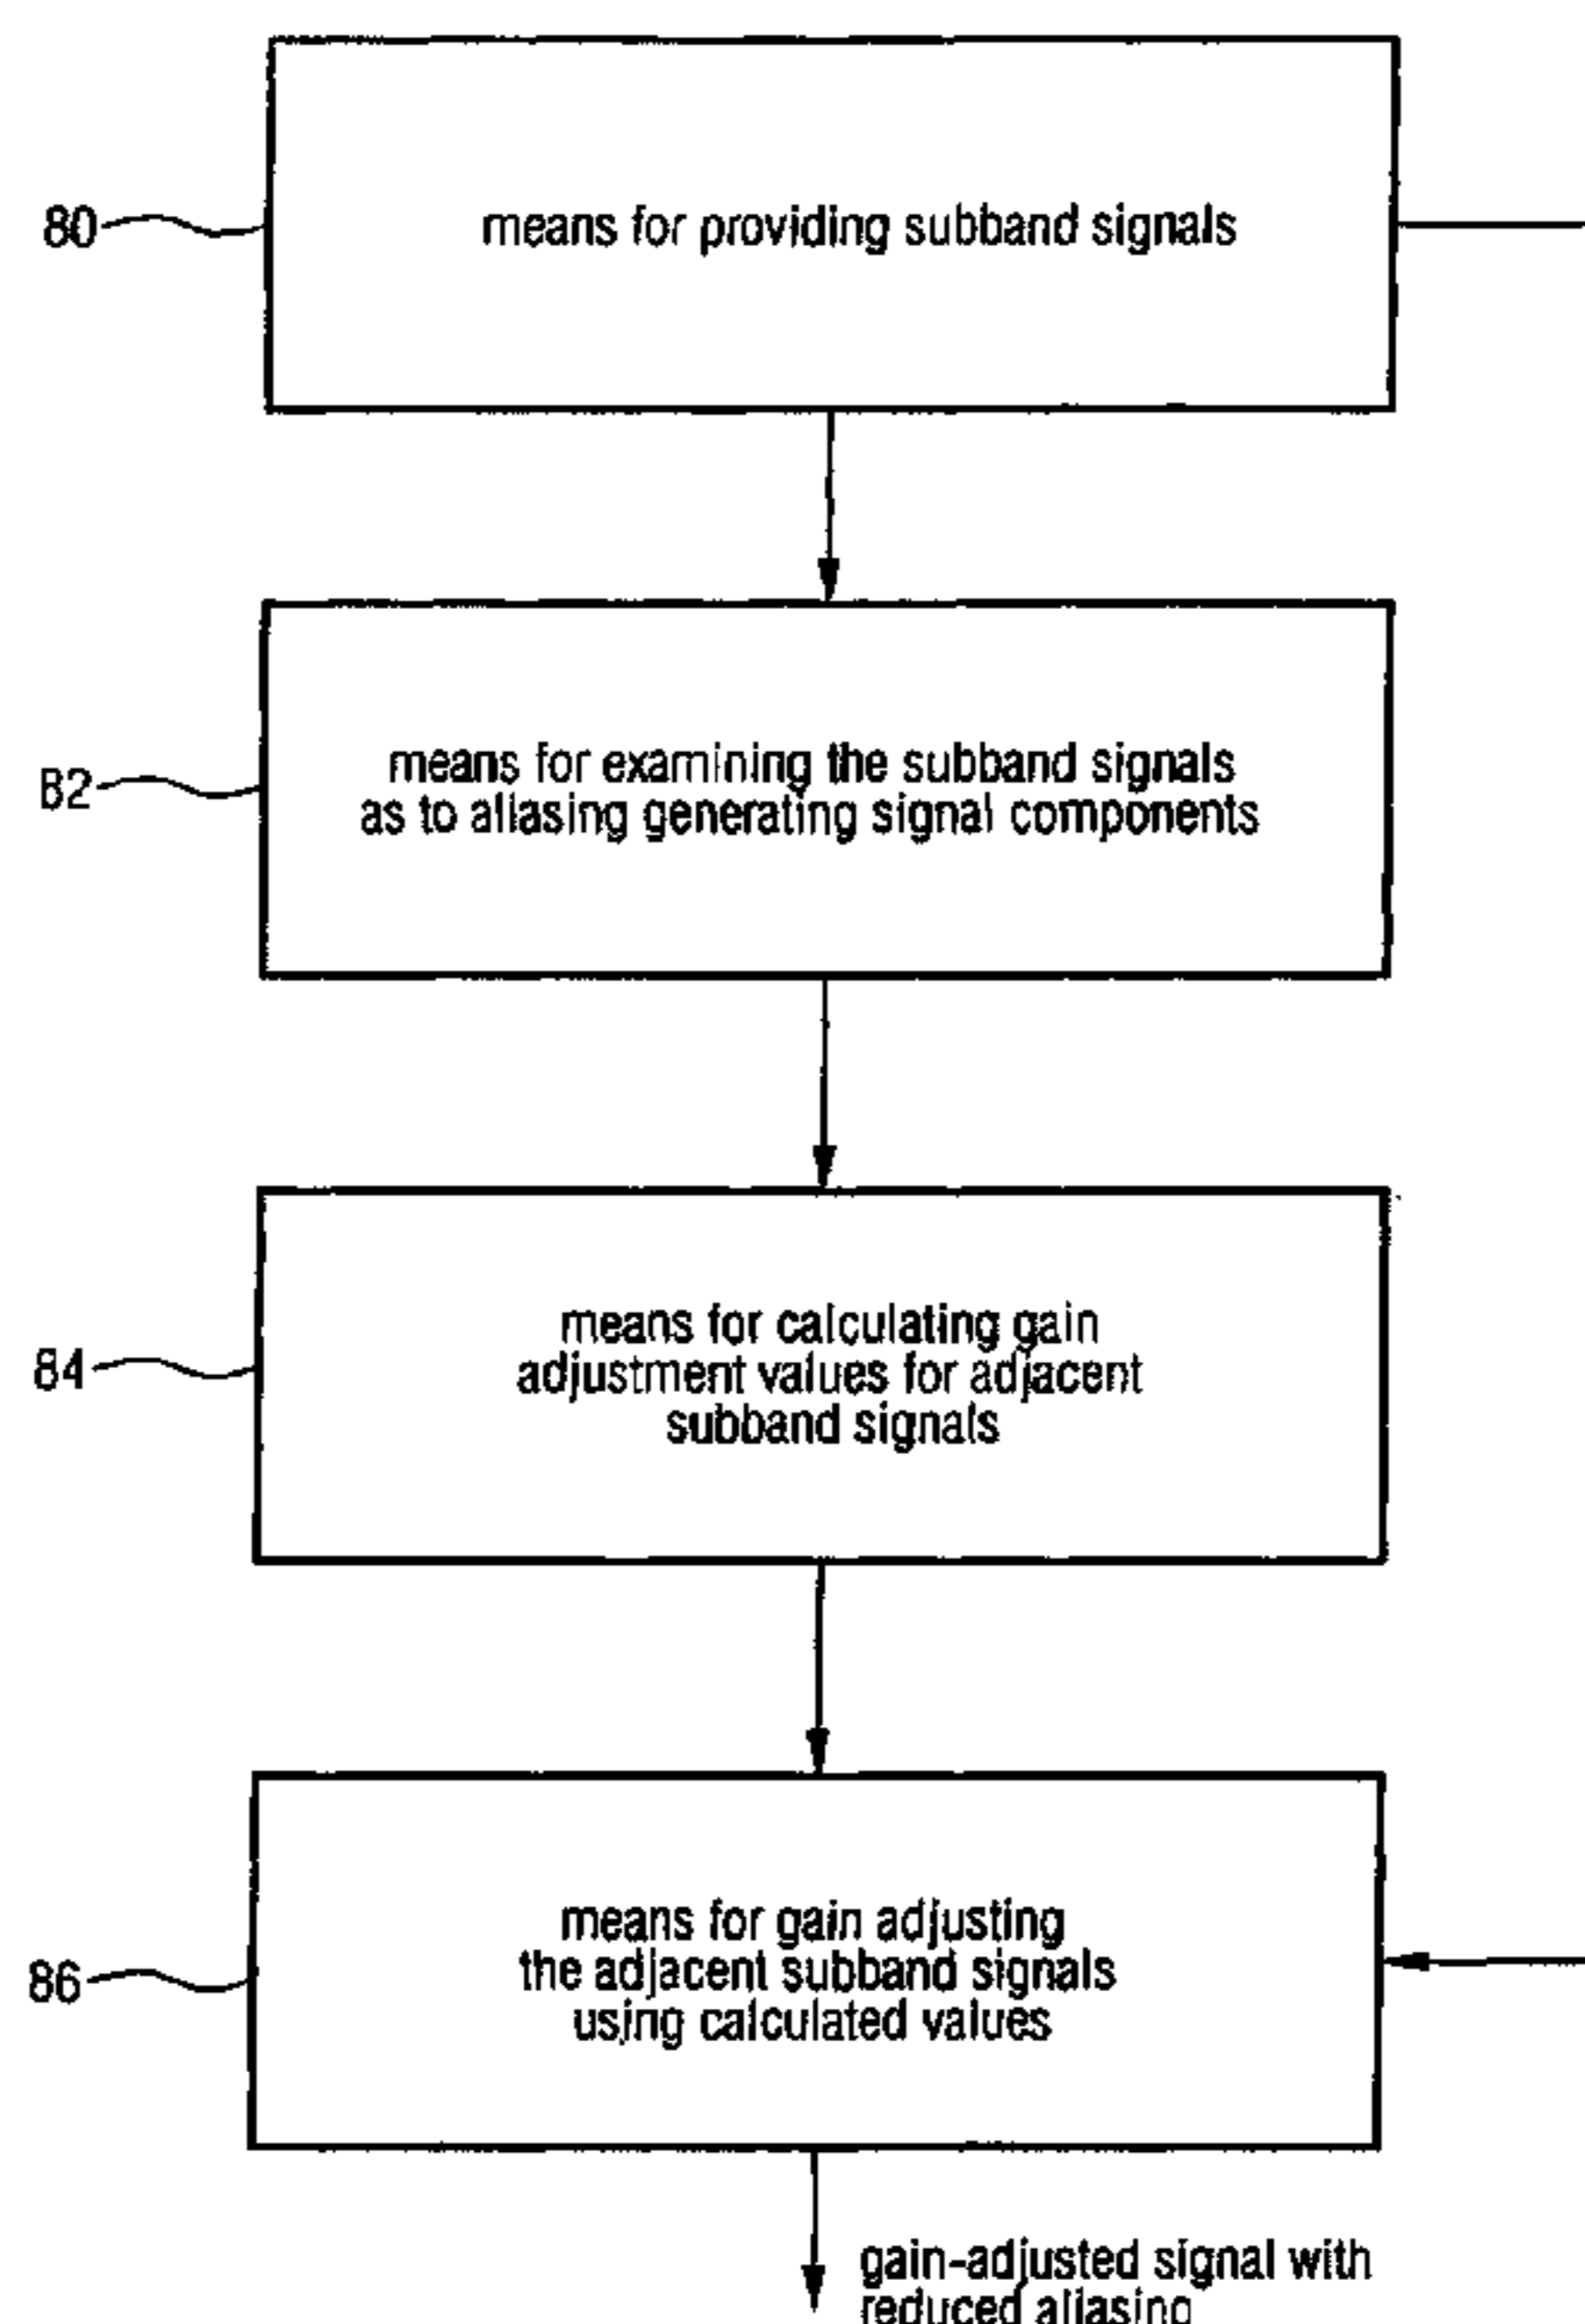 80
means for providing subband signals
82
means for examining the subband signals
as to aliasing generating signal components
84
means for calculating gain
adjustment values for adjacent
subband signals
86
means for gain adjusting
the adjacent subband signals
using calculated values
gain-adjusted signal with
reduced aliasing